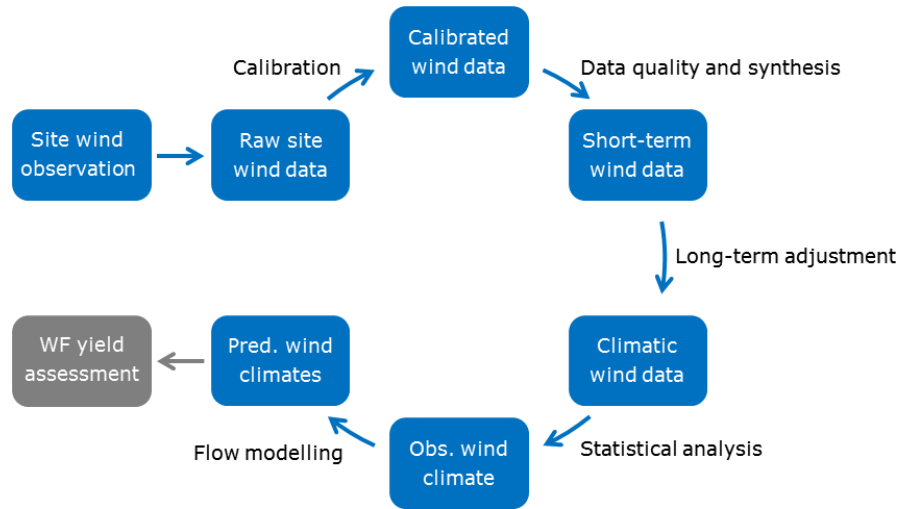 Calibrated
wind data
Calibration
Data quality and synthesis
Site wind
observation
Raw site
wind data
Short-term
wind data
Long-term adjustment
WF yield
assessment
Pred. wind
climates
Climatic
wind data
Flow modelling
Obs. wind
climate
Statistical analysis